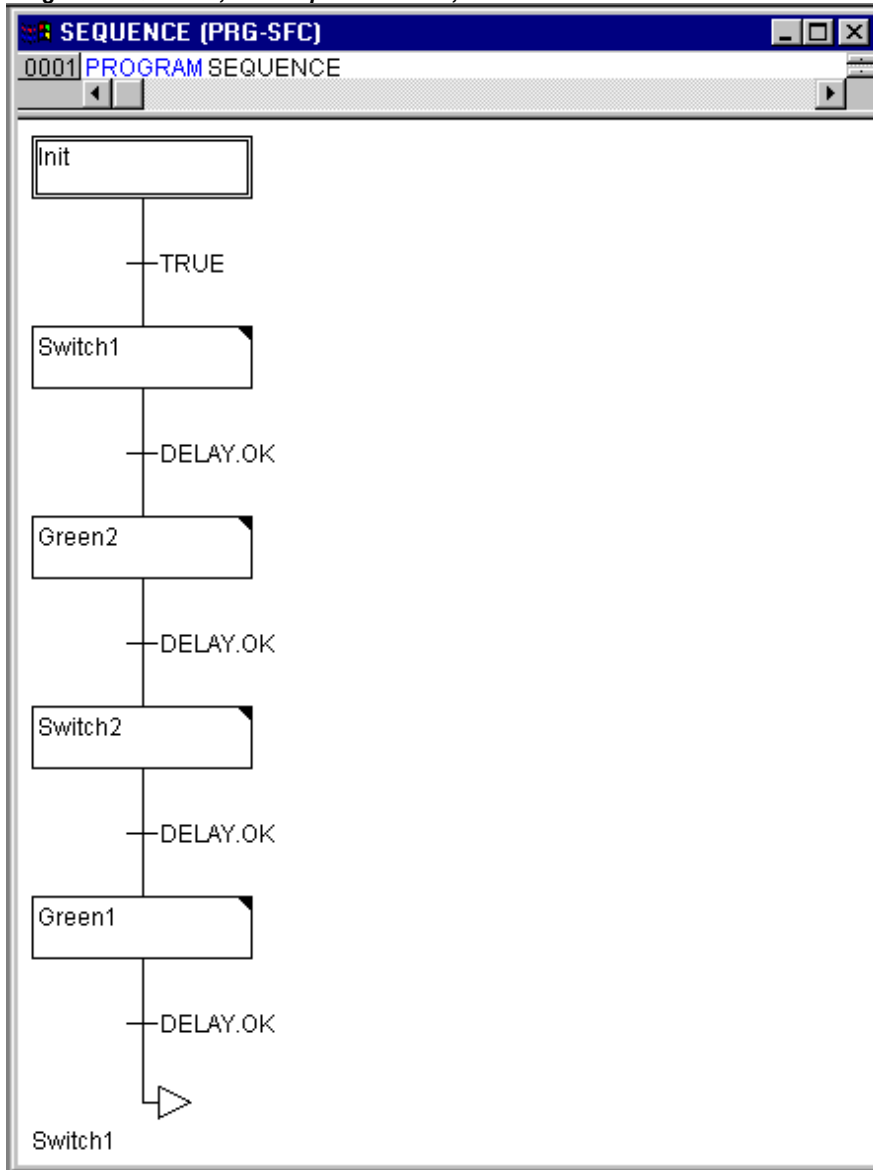 SEQUENCE (PRG-SFC)
0001 PROGRAM SEQUENCE
Init
TRUE
Switch1
DELAY.OK
Green2
DELAY.OK
Switch2
DELAY.OK
Green1
DELAY.OK
Switch1